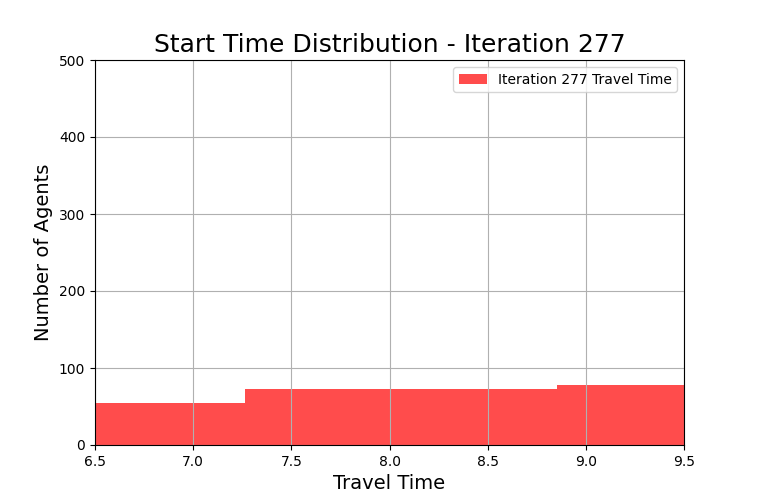 Start Time Distribution - Iteration 277
Iteration 277 Travel Time
Number of Agents
500
400
300
200
100
0
6.5 7.0 7.5 8.0 8.5 9.0 9.5
Travel Time